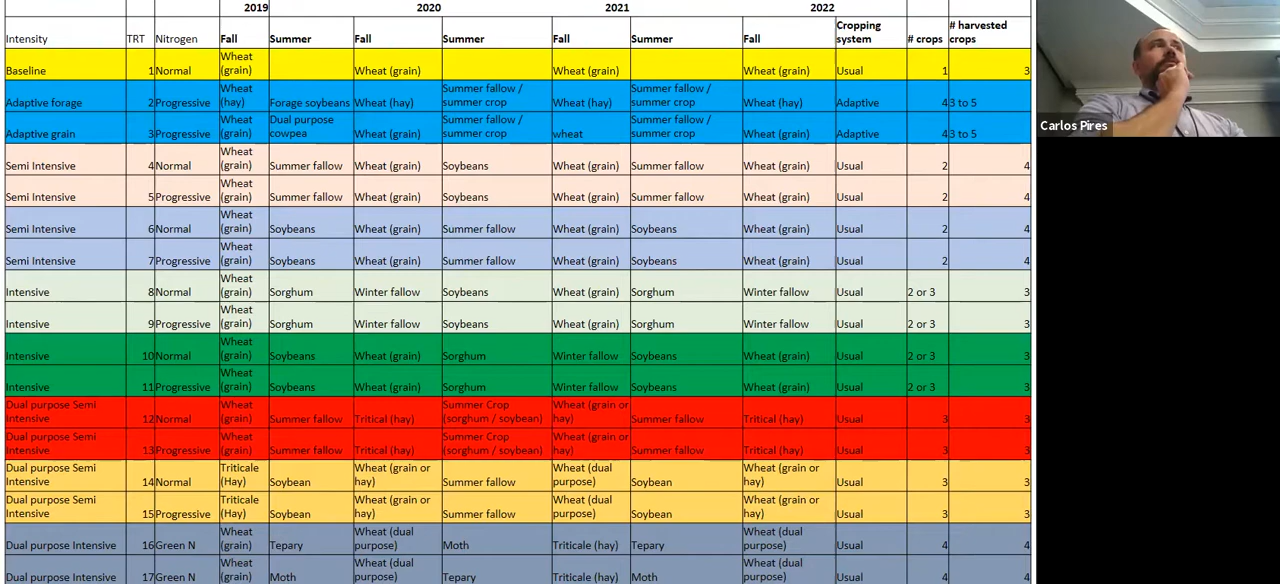 2019 2020 2021 2022
Intensity TRT Nitrogen Fall Summer Fall Summer Fall Summer Fall Cropping system # crops # harvested crops
Baseline 1 Normal Wheat (grain) Wheat (grain) Wheat (grain) Wheat (grain) Usual 1 3
Adaptive forage 2 Progressive Wheat (hay) Forage soybeans Wheat (hay) Summer fallow / summer crop Wheat (hay) Summer fallow / summer crop Wheat (hay) Adaptive 4 3 to 5
Adaptive grain 3 Progressive Wheat (grain) Dual purpose cowpea Wheat (grain) Summer fallow / summer crop wheat Summer fallow / summer crop Wheat (grain) Adaptive 4 3 to 5
Semi Intensive 4 Normal Wheat (grain) Summer fallow Wheat (grain) Soybeans Wheat (grain) Summer fallow Wheat (grain) Usual 2 4
Semi Intensive 5 Progressive Wheat (grain) Summer fallow Wheat (grain) Soybeans Wheat (grain) Summer fallow Wheat (grain) Usual 2 4
Semi Intensive 6 Normal Wheat (grain) Soybeans Wheat (grain) Summer fallow Wheat (grain) Soybeans Wheat (grain) Usual 2 4
Semi Intensive 7 Progressive Wheat (grain) Soybeans Wheat (grain) Summer fallow Wheat (grain) Soybeans Wheat (grain) Usual 2 4
Intensive 8 Normal Wheat (grain) Sorghum Winter fallow Soybeans Wheat (grain) Sorghum Winter fallow Usual 2 or 3 3
Intensive 9 Progressive Wheat (grain) Sorghum Winter fallow Soybeans Wheat (grain) Sorghum Winter fallow Usual 2 or 3 3
Intensive 10 Normal Wheat (grain) Soybeans Wheat (grain) Sorghum Winter fallow Soybeans Wheat (grain) Usual 2 or 3 3
Intensive 11 Progressive Wheat (grain) Soybeans Wheat (grain) Sorghum Winter fallow Soybeans Wheat (grain) Usual 2 or 3 3
Dual purpose Semi Intensive 12 Normal Wheat (grain) Summer fallow Tritical (hay) Summer Crop (sorghum / soybean) Wheat (grain or hay) Summer fallow Tritical (hay) Usual 3 3
Dual purpose Semi Intensive 13 Progressive Wheat (grain) Summer fallow Tritical (hay) Summer Crop (sorghum / soybean) Wheat (grain or hay) Summer fallow Tritical (hay) Usual 3 3
Dual purpose Semi Intensive 14 Normal Triticale (Hay) Soybean Wheat (grain or hay) Summer fallow Wheat (dual purpose) Soybean Wheat (grain or hay) Usual 3 3
Dual purpose Semi Intensive 15 Progressive Triticale (Hay) Soybean Wheat (grain or hay) Summer fallow Wheat (dual purpose) Soybean Wheat (grain or hay) Usual 3 3
Dual purpose Intensive 16 Green N Wheat (grain) Tepary Wheat (dual purpose) Moth Triticale (hay) Tepary Wheat (dual purpose) Usual 4 4
Dual purpose Intensive 17 Green N Wheat (grain) Moth Wheat (dual purpose) Tepary Triticale (hay) Moth Wheat (dual purpose) Usual 4 4
Carlos Pires